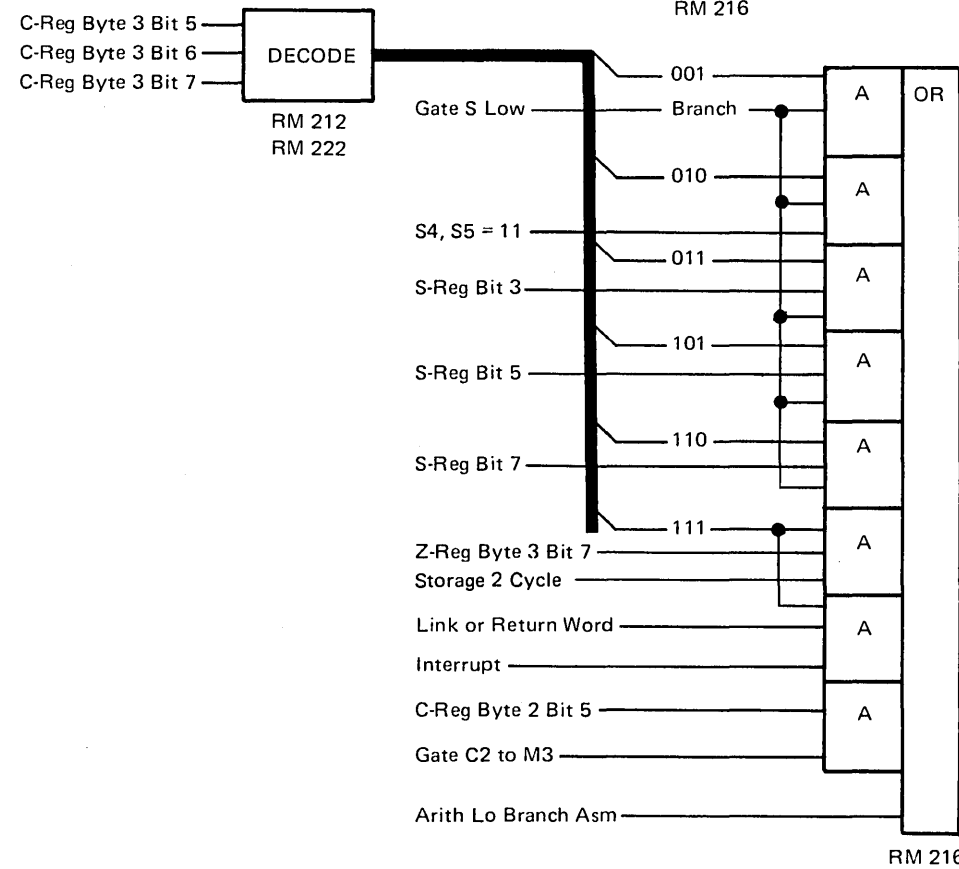 RM 216
C-Reg Byte 3 Bit 5
C-Reg Byte 3 Bit 6
C-Reg Byte 3 Bit 7
DECODE
RM 212
RM 222
001
A
OR
Gate S Low
Branch
010
A
S4, S5 = 11
011
A
S-Reg Bit 3
101
A
S-Reg Bit 5
110
A
S-Reg Bit 7
111
A
Z-Reg Byte 3 Bit 7
Storage 2 Cycle
Link or Return Word
A
Interrupt
C-Reg Byte 2 Bit 5
A
Gate C2 to M3
Arith Lo Branch Asm
RM 216